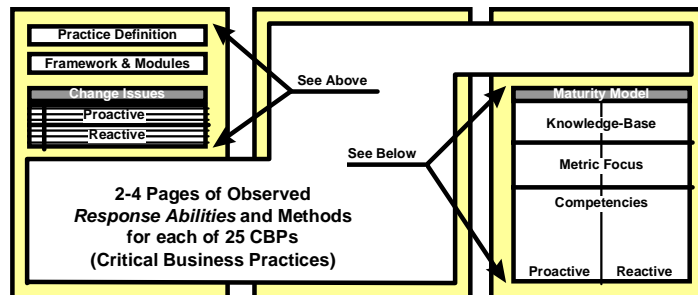 Practice Definition
Framework & Modules
Change Issues
Proactive
Reactive
See Above
See Below
2-4 Pages of Observed
Response Abilities and Methods
for each of 25 CBPs
(Critical Business Practices)
Maturity Model
Knowledge-Base
Metric Focus
Competencies
Proactive Reactive